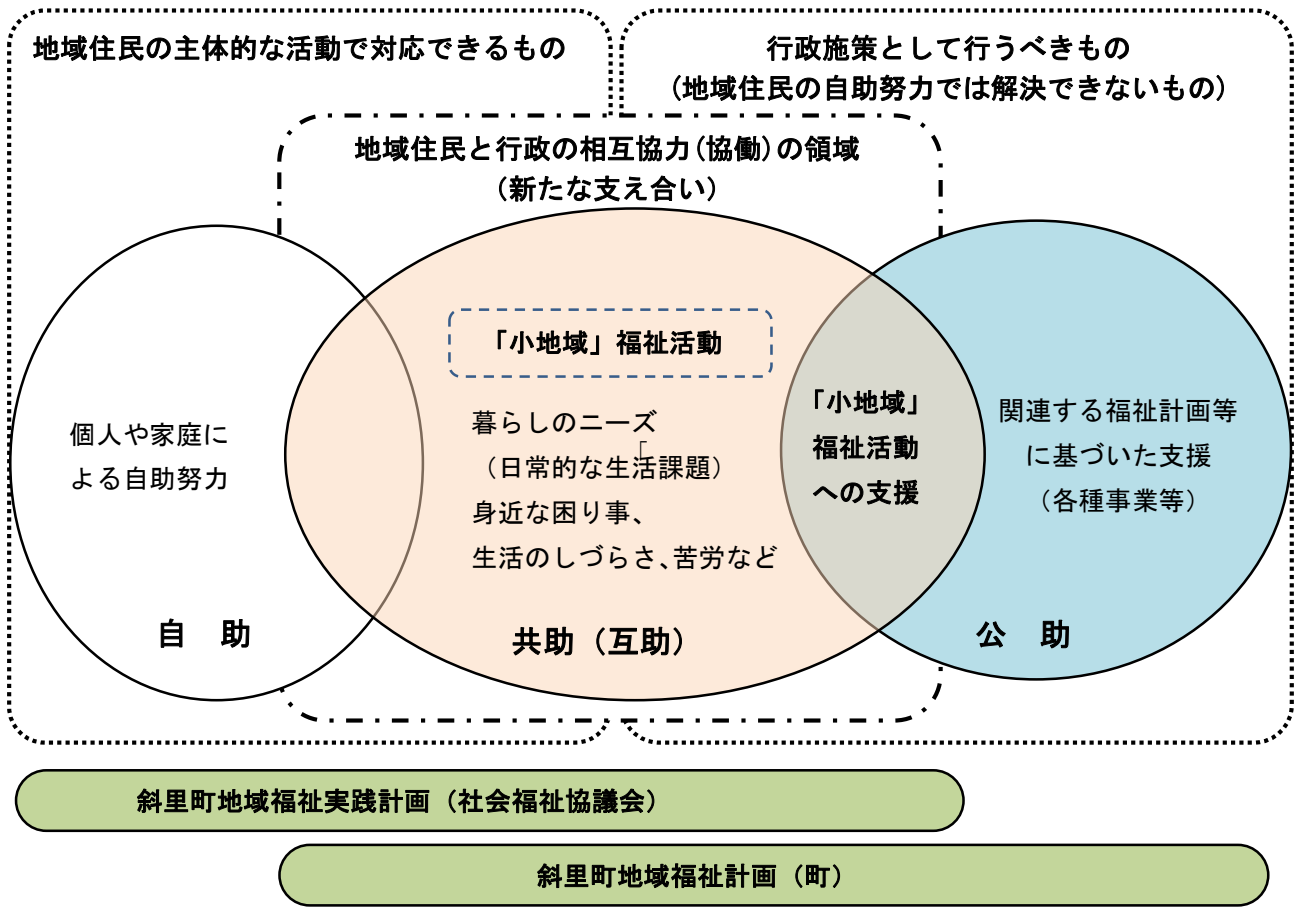 地域住民の主体的な活動で対応できるもの
行政施策として行うべきもの
（地域住民の自助努力では解決できないもの）
地域住民と行政の相互協力（協働）の領域
（新たな支え合い）
個人や家庭に
よる自助努力
自　助
「小地域」福祉活動
暮らしのニーズ
（日常的な生活課題）
「
身近な困り事、
生活のしづらさ、苦労など
共助（互助）
「小地域」
福祉活動
への支援
関連する福祉計画等
に基づいた支援
（各種事業等）
公　助
斜里町地域福祉実践計画（社会福祉協議会）
斜里町地域福祉計画（町）